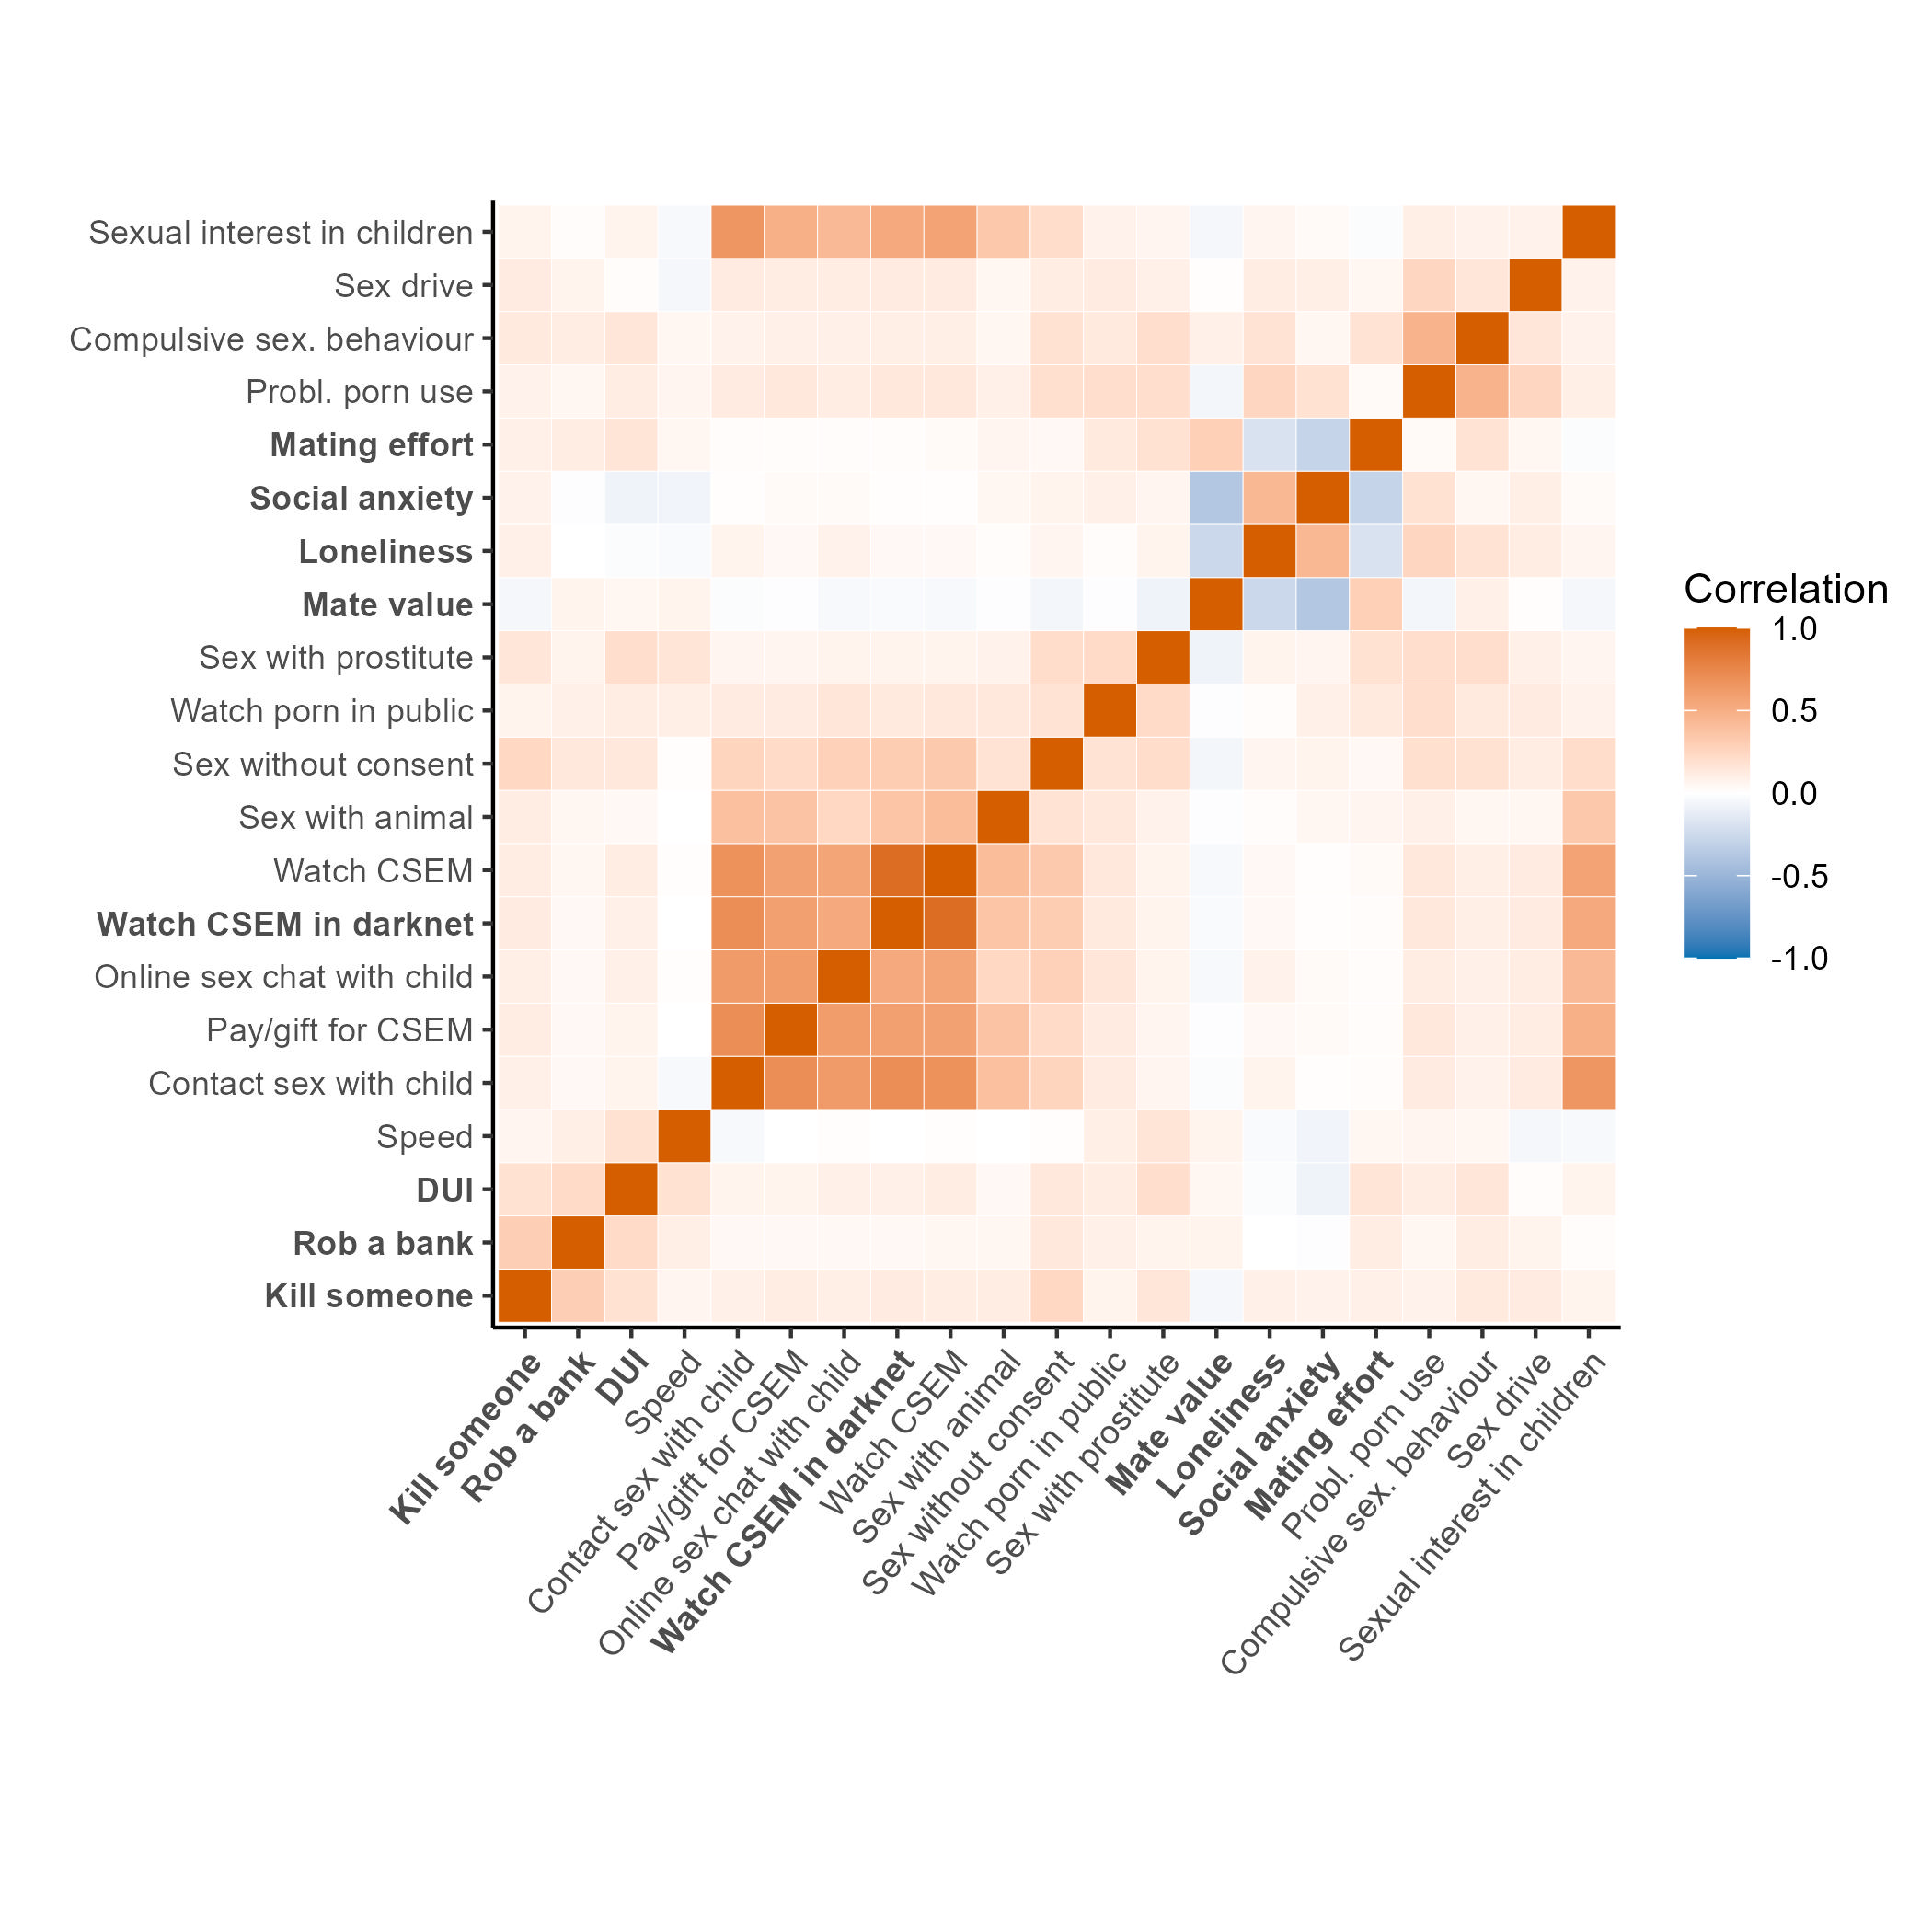 Sexual interest in children
Sex drive
Compulsive sex. behaviour
Probl. porn use
Mating effort
Social anxiety
Loneliness
Mate value
Sex with prostitute
Watch porn in public
Sex without consent
Sex with animal
Watch CSEM
Watch CSEM in darknet
Online sex chat with child
Pay/gift for CSEM
Contact sex with child
Speed
DUI
Rob a bank
Kill someone
Kill someone
Rob a bank
DUI
Speed
Contact sex with child
Pay/gift for CSEM
Online sex chat with child
Watch CSEM in darknet
Watch CSEM
Sex with animal
Sex without consent
Watch porn in public
Sex with prostitute
Mate value
Loneliness
Social anxiety
Mating effort
Probl. porn use
Compulsive sex. behaviour
Sex drive
Sexual interest in children
Correlation
1.0
0.5
0.0
-0.5
-1.0